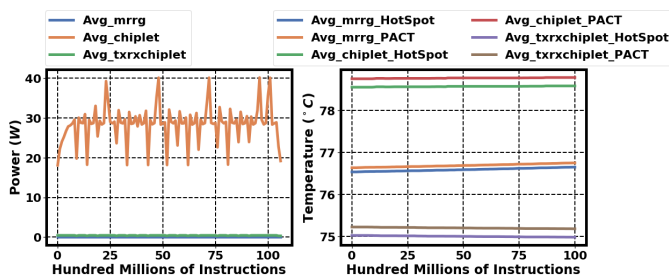 Avg_mrrg
Avg_chiplet
Avg_txrxchiplet
Avg_mrrg_HotSpot
Avg_mrrg_PACT
Avg_chiplet_HotSpot
Avg_chiplet_PACT
Avg_txrxchiplet_HotSpot
Avg_txrxchiplet_PACT
Power (W)
40
30
20
10
0
0 25 50 75 100
Hundred Millions of Instructions
Temperature (°C)
78
77
76
75
0 25 50 75 100
Hundred Millions of Instructions